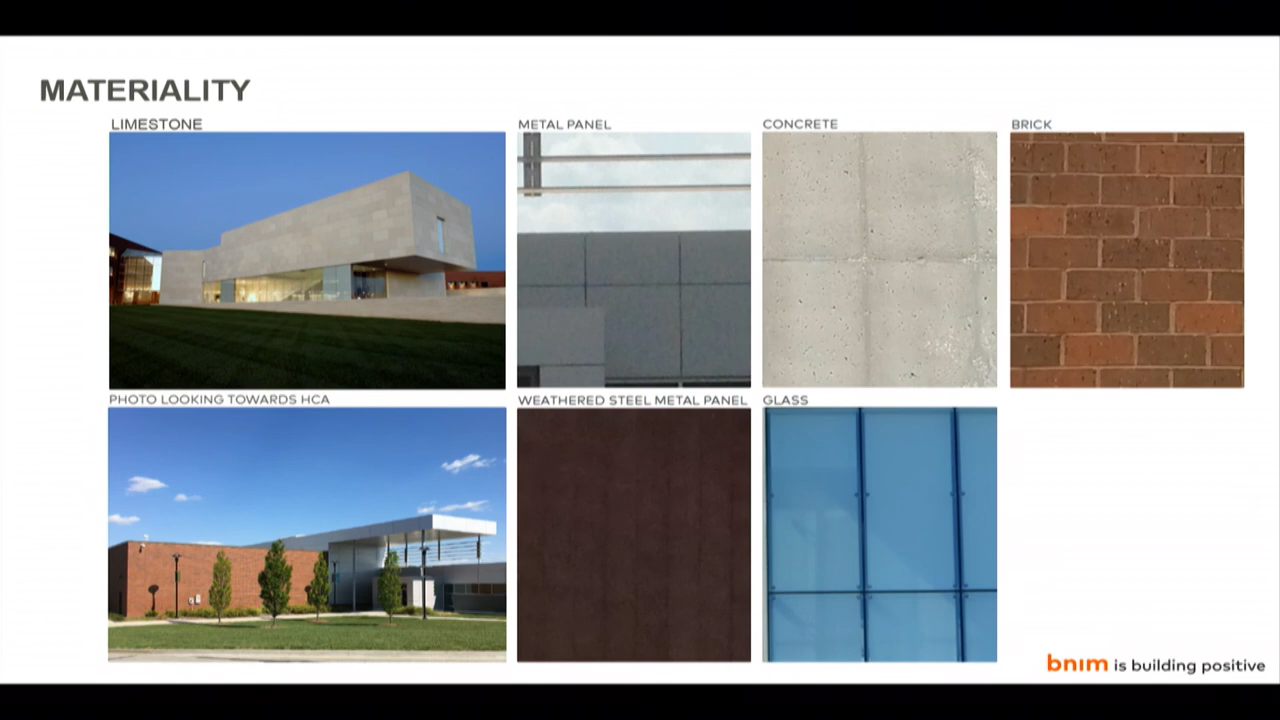 MATERIALITY
LIMESTONE
METAL PANEL
CONCRETE
BRICK
PHOTO LOOKING TOWARDS HCA
WEATHERED STEEL METAL PANEL
GLASS
bnim is building positive